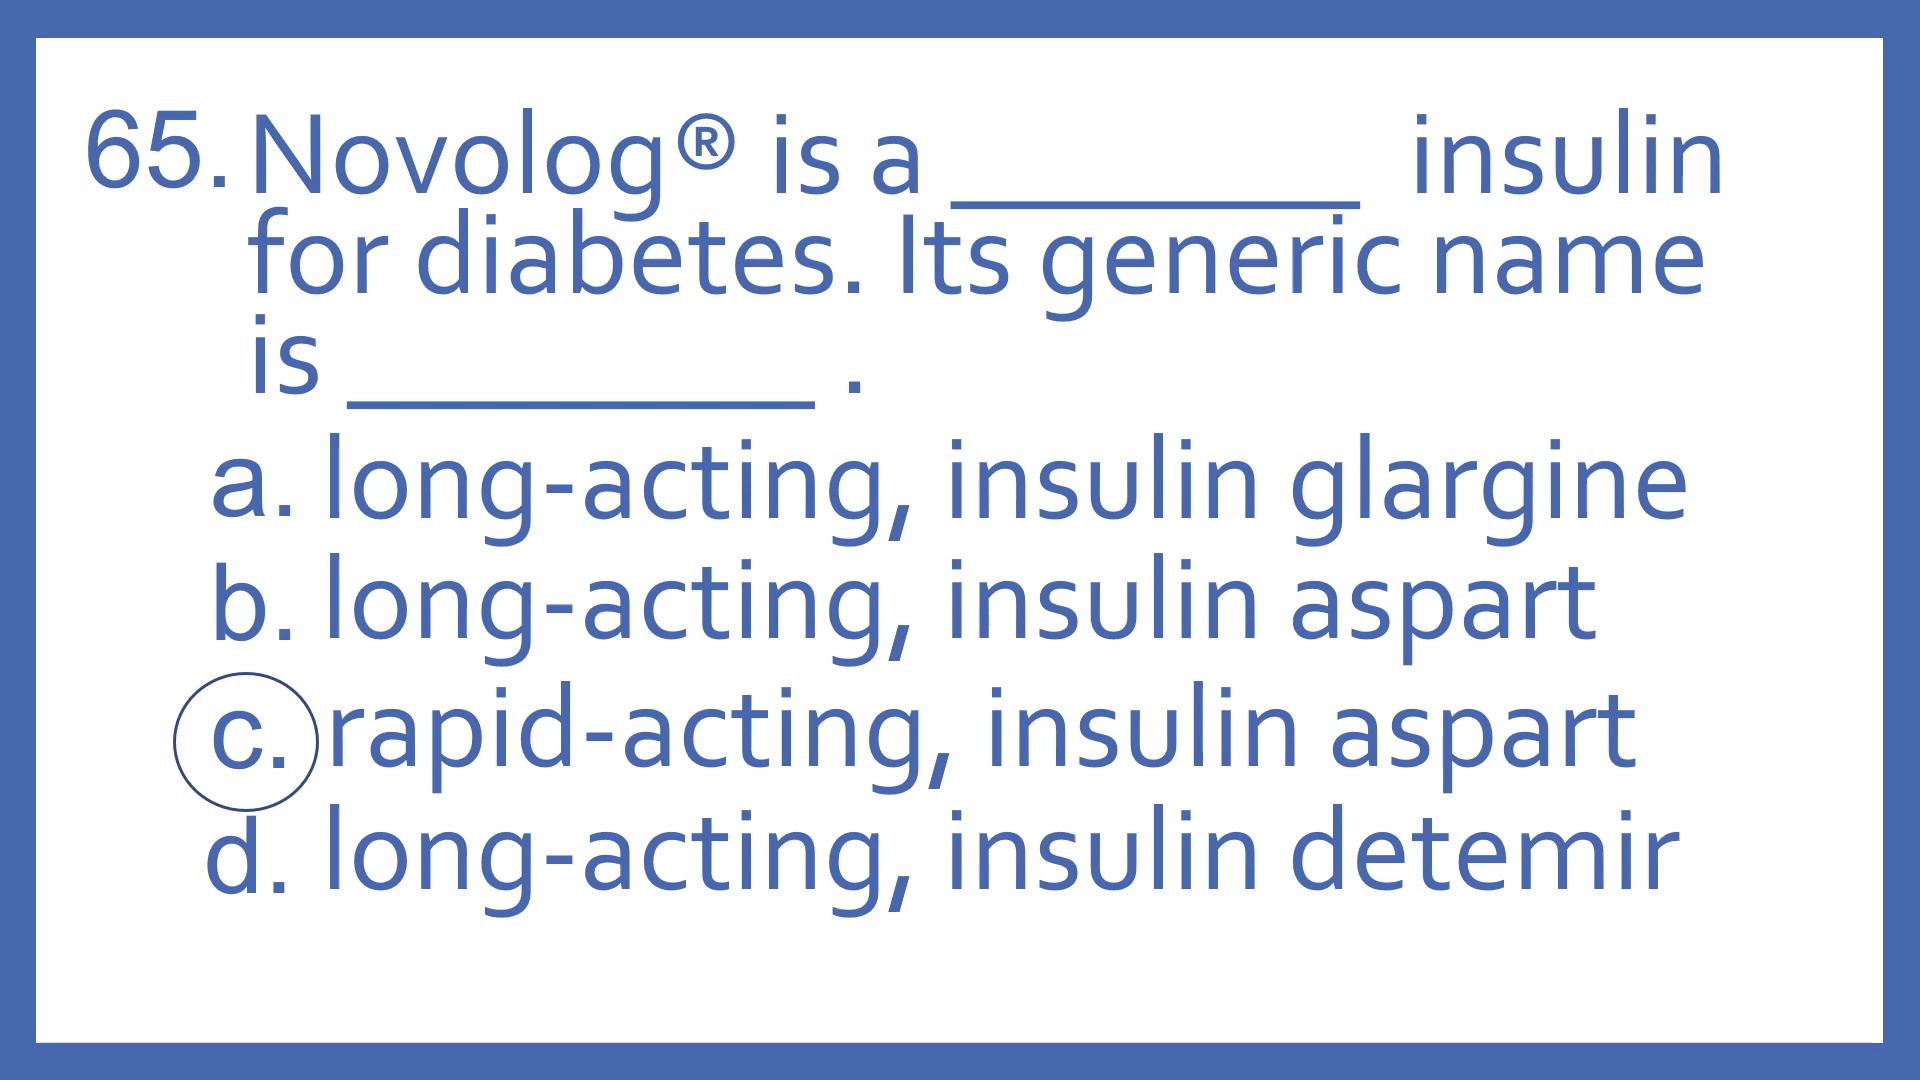 65. Novolog® is a ________ insulin
for diabetes. Its generic name
is _________ .
a. long-acting, insulin glargine
b. long-acting, insulin aspart
c. rapid-acting, insulin aspart
d. long-acting, insulin detemir